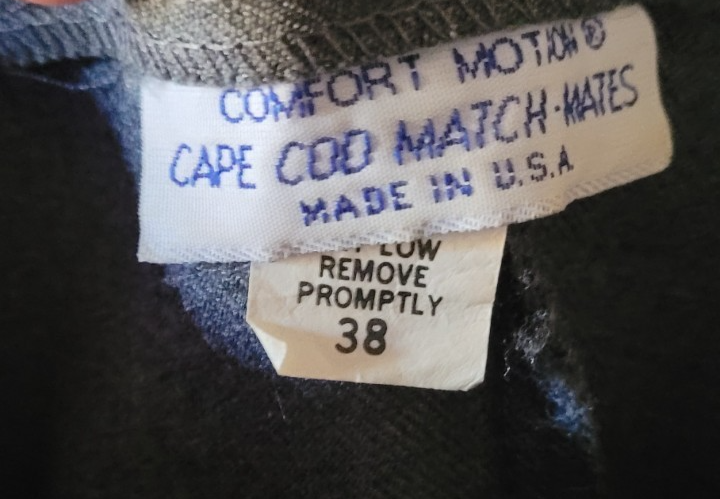 COMFORT MOTION®
CAPE COD MATCH-MATES
MADE IN U.S.A
LOW
REMOVE
PROMPTLY
38